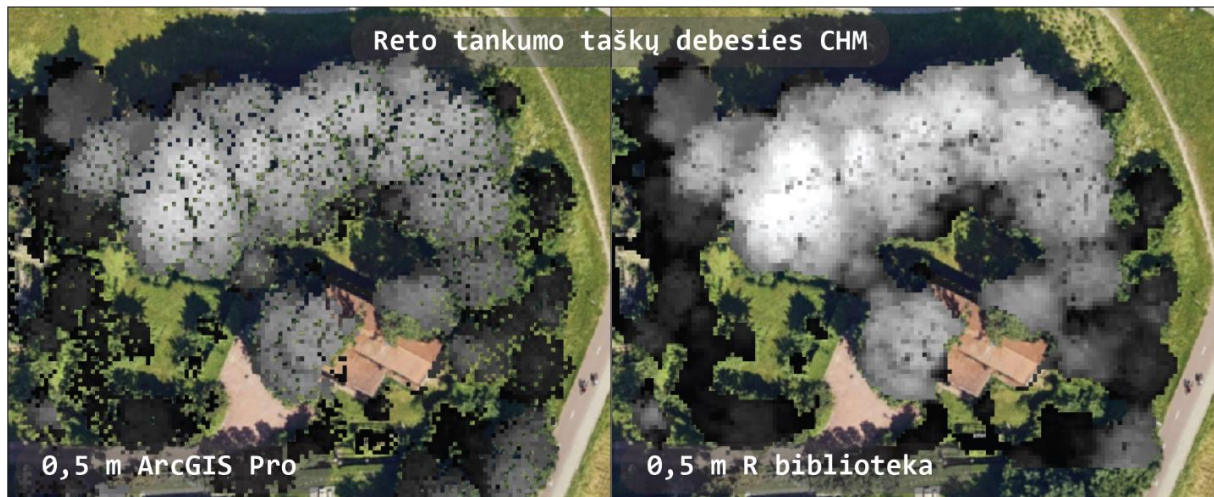 Reto tankumo taškų debesies CHM
0,5 m ArcGIS Pro
0,5 m R biblioteka